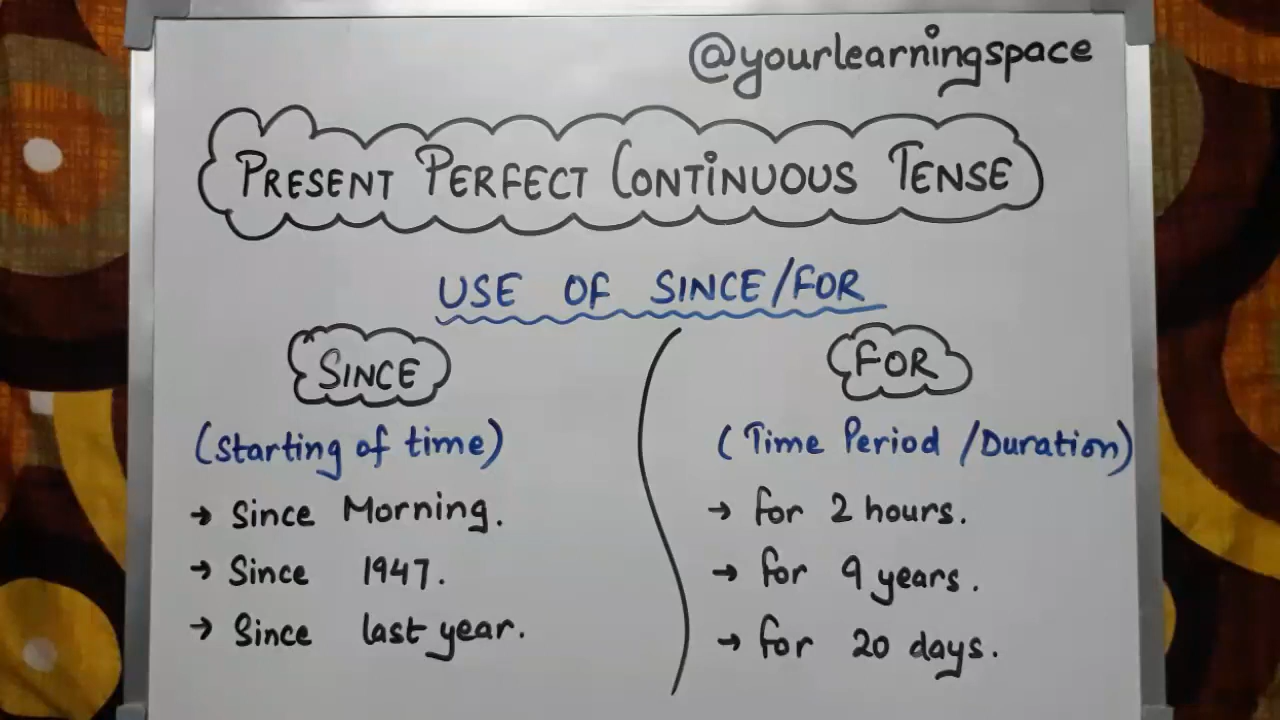 @yourlearningspace
PRESENT PERFECT CONTINUOUS TENSE
USE OF SINCE/FOR
SINCE
(Starting of time)
→ Since Morning.
→ Since 1947.
→ Since last year.
FOR
(Time Period /Duration)
→ for 2 hours.
→ for 9 years.
→ for 20 days.